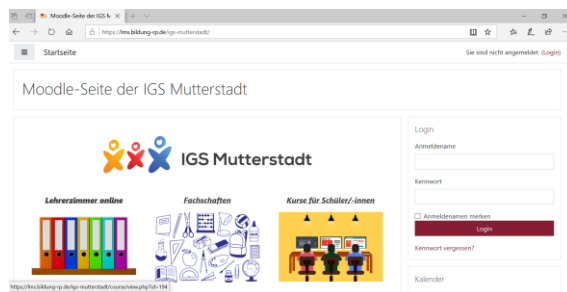 Moodle-Seite der IGS M
https://lms.bildung-rp.de/igs-mutterstadt/
Startseite
Sie sind nicht angemeldet. (Login)
Moodle-Seite der IGS Mutterstadt
IGS Mutterstadt
Lehrerzimmer online
Fachschaften
Kurse für Schüler/-innen
Login
Anmeldename
Kennwort
Anmeldenamen merken
Login
Kennwort vergessen?
Kalender
https://lms.bildung-rp.de/igs-mutterstadt/course/view.php?id=194